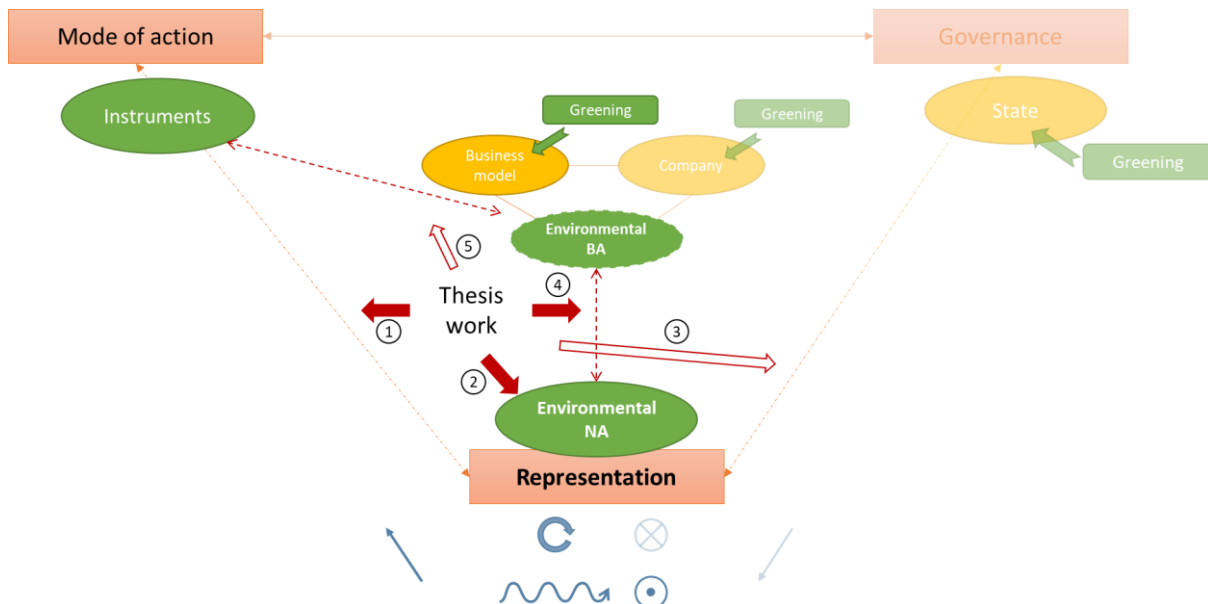 Mode of action
Governance
Instruments
State
Greening
Greening
Greening
Business
model
Company
Environmental
BA
5
4
Thesis
work
1
3
2
Environmental
NA
Representation